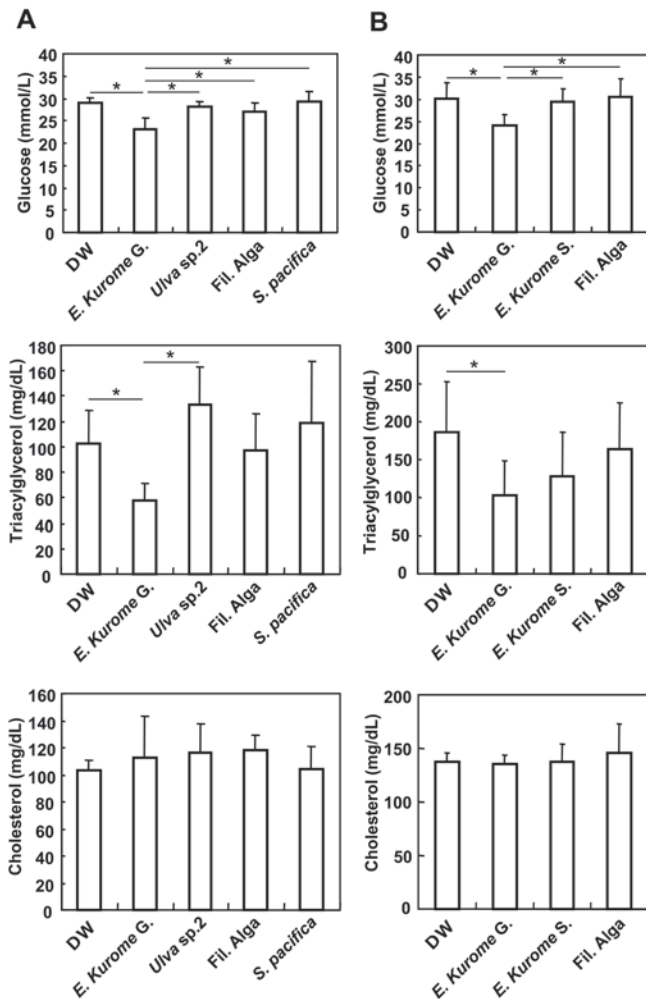 A
Glucose (mmol/L)
40
35
30
25
20
15
10
5
0
*
*
*
*
DW
E. Kurome G.
Ulva sp.2
Fil. Alga
S. pacifica
B
Glucose (mmol/L)
40
35
30
25
20
15
10
5
0
*
*
*
DW
E. Kurome G.
E. Kurome S.
Fil. Alga
Triacylglycerol (mg/dL)
180
160
140
120
100
80
60
40
20
0
*
*
DW
E. Kurome G.
Ulva sp.2
Fil. Alga
S. pacifica
Triacylglycerol (mg/dL)
300
250
200
150
100
50
00
*
DW
E. Kurome G.
E. Kurome S.
Fil. Alga
Cholesterol (mg/dL)
160
140
120
100
80
60
40
20
0
DW
E. Kurome G.
Ulva sp.2
Fil. Alga
S. pacifica
Cholesterol (mg/dL)
200
150
100
50
0
DW
E. Kurome G.
E. Kurome S.
Fil. Alga